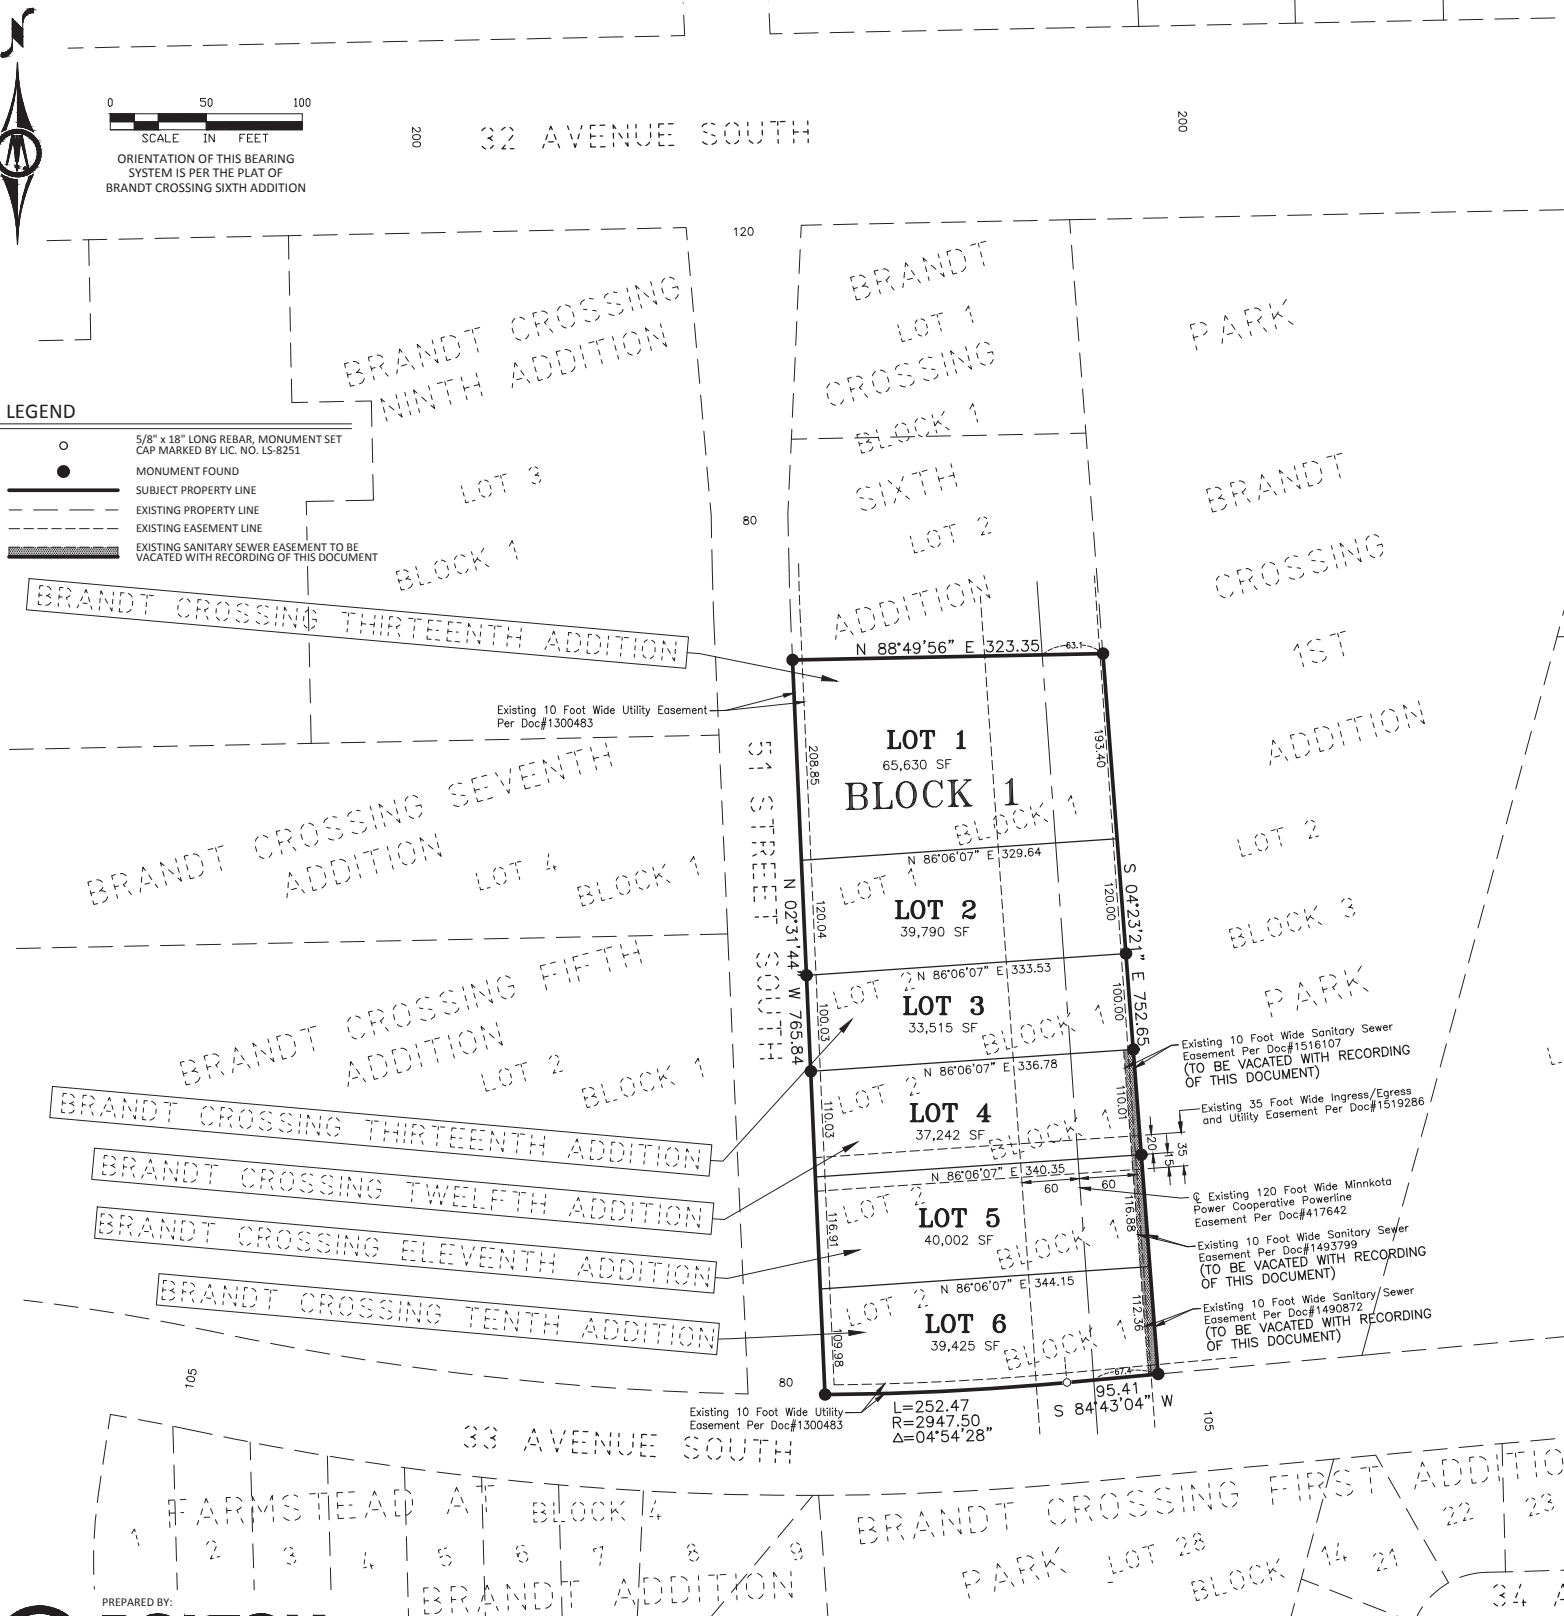 N
0 50 100
SCALE IN FEET
ORIENTATION OF THIS BEARING
SYSTEM IS PER THE PLAT OF
BRANDT CROSSING SIXTH ADDITION
200
32 AVENUE SOUTH
200
120
BRANDT CROSSING
NINTH ADDITION
LOT 3
BLOCK 1
BRANDT
LOT 1
CROSSING
BLOCK 1
SIXTH
LOT 2
ADDITION
80
PARK
BRANDT
CROSSING
1ST
ADDITION
LOT 2
BLOCK 3
PARK
LEGEND
5/8" x 18" LONG REBAR, MONUMENT SET
CAP MARKED BY LIC. NO. LS-8251
MONUMENT FOUND
SUBJECT PROPERTY LINE
EXISTING PROPERTY LINE
EXISTING EASEMENT LINE
EXISTING SANITARY SEWER EASEMENT TO BE
VACATED WITH RECORDING OF THIS DOCUMENT
BRANDT CROSSING THIRTEENTH ADDITION
N 88°49'56" E 323.35
63.1
Existing 10 Foot Wide Utility Easement
Per Doc#1300483
51 STREET SOUTH
208.85
LOT 1
65,630 SF
BLOCK 1
193.40
BLOCK 1
N 86°06'07" E 329.64
LOT 1
LOT 2
39,790 SF
120.04
120.00
N 02°31'44" W 765.84
S 04°23'21" E 752.65
N 86°06'07" E 333.53
LOT 2
LOT 3
33,515 SF
100.03
100.00
BLOCK 1
N 86°06'07" E 336.78
LOT 2
LOT 4
37,242 SF
110.03
110.01
BLOCK 1
N 86°06'07" E 340.35
60 60
LOT 2
LOT 5
40,002 SF
116.91
116.88
BLOCK 1
N 86°06'07" E 344.15
LOT 2
LOT 6
39,425 SF
109.98
112.36
BLOCK 1
67.4
95.41
S 84°43'04" W
L=252.47
R=2947.50
Δ=04°54'28"
BRANDT CROSSING SEVENTH
ADDITION
LOT 4
BLOCK 1
BRANDT CROSSING FIFTH
ADDITION
LOT 2
BLOCK 1
BRANDT CROSSING THIRTEENTH ADDITION
BRANDT CROSSING TWELFTH ADDITION
BRANDT CROSSING ELEVENTH ADDITION
BRANDT CROSSING TENTH ADDITION
Existing 10 Foot Wide Sanitary Sewer
Easement Per Doc#1516107
(TO BE VACATED WITH RECORDING
OF THIS DOCUMENT)
Existing 35 Foot Wide Ingress/Egress
and Utility Easement Per Doc#1519286
20
15
35
℄ Existing 120 Foot Wide Minnkota
Power Cooperative Powerline
Easement Per Doc#417642
Existing 10 Foot Wide Sanitary Sewer
Easement Per Doc#1493799
(TO BE VACATED WITH RECORDING
OF THIS DOCUMENT)
Existing 10 Foot Wide Sanitary Sewer
Easement Per Doc#1490872
(TO BE VACATED WITH RECORDING
OF THIS DOCUMENT)
105
80
Existing 10 Foot Wide Utility
Easement Per Doc#1300483
105
33 AVENUE SOUTH
FARMSTEAD AT
BLOCK 4
1 2 3 4 5 6 7 8 9
BRANDT ADDITION
BRANDT CROSSING FIRST ADDITIO
PARK LOT 28
BLOCK 14
21
22
23
34 A
PREPARED BY: